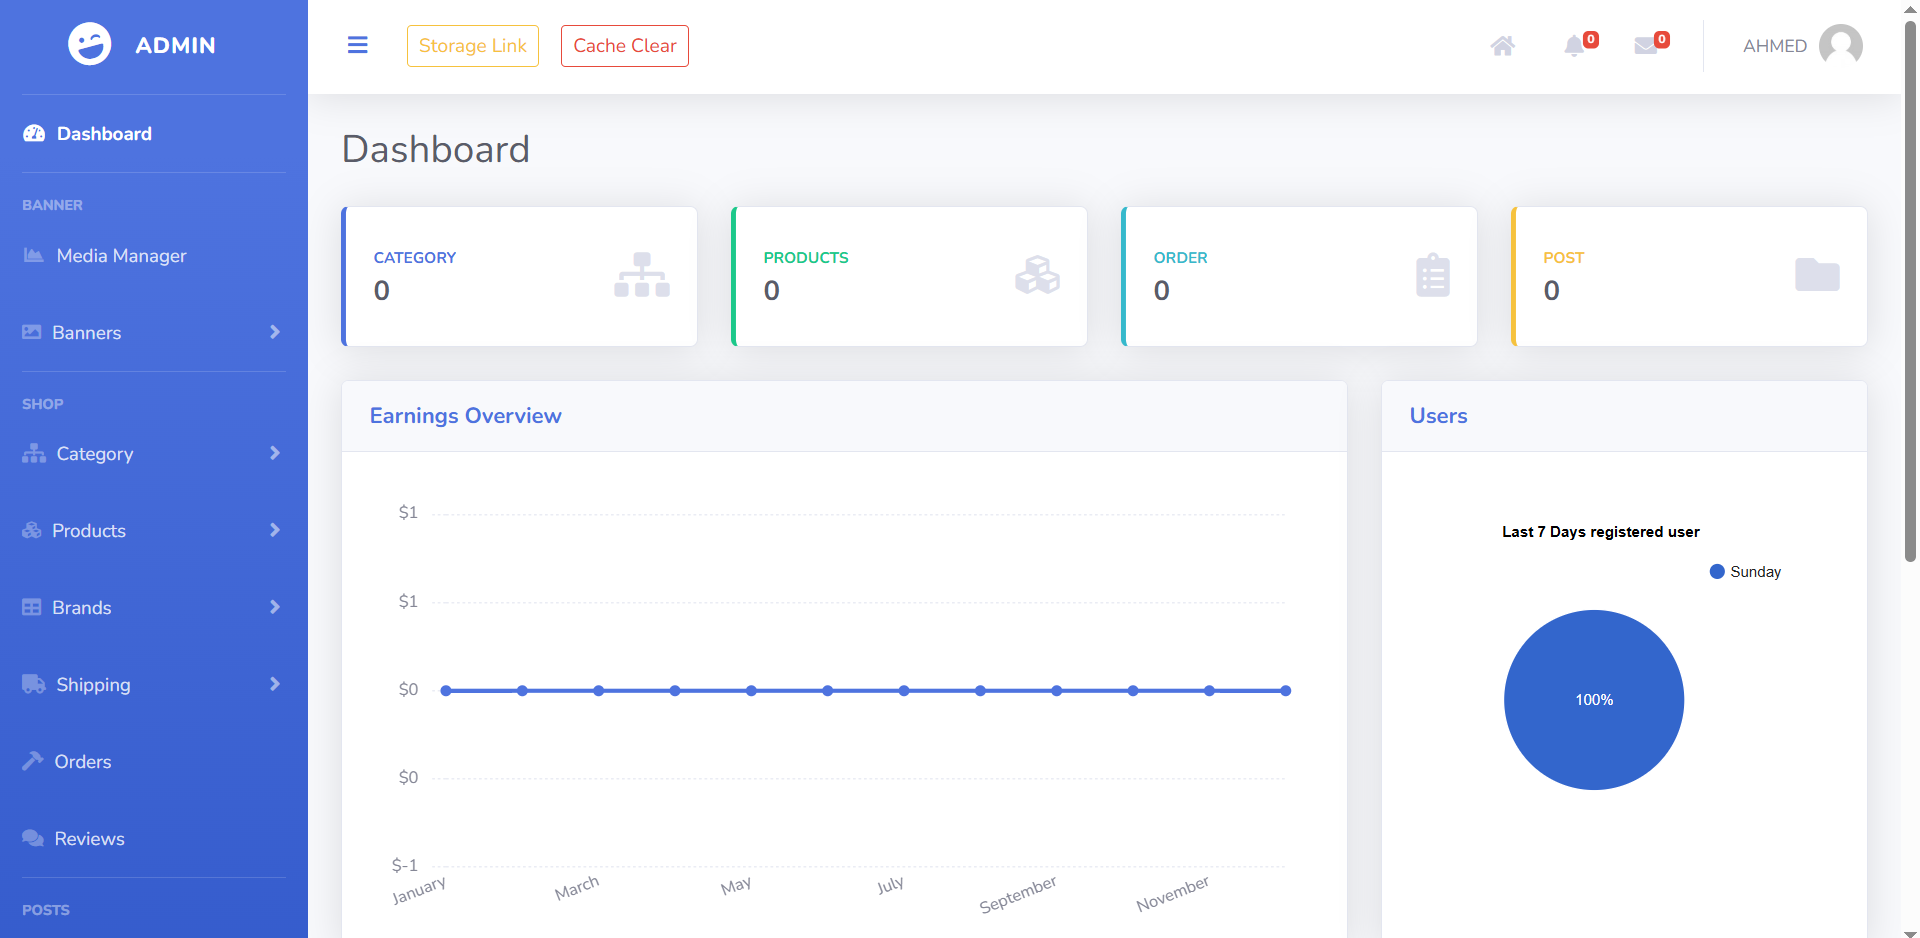 ADMIN
Storage Link
Cache Clear
0
0
AHMED
Dashboard
BANNER
Media Manager
Banners
SHOP
Category
Products
Brands
Shipping
Orders
Reviews
POSTS
Dashboard
CATEGORY
0
PRODUCTS
0
ORDER
0
POST
0
Earnings Overview
$1
$1
$0
$0
$-1
January
March
May
July
September
November
Users
Last 7 Days registered user
Sunday
100%